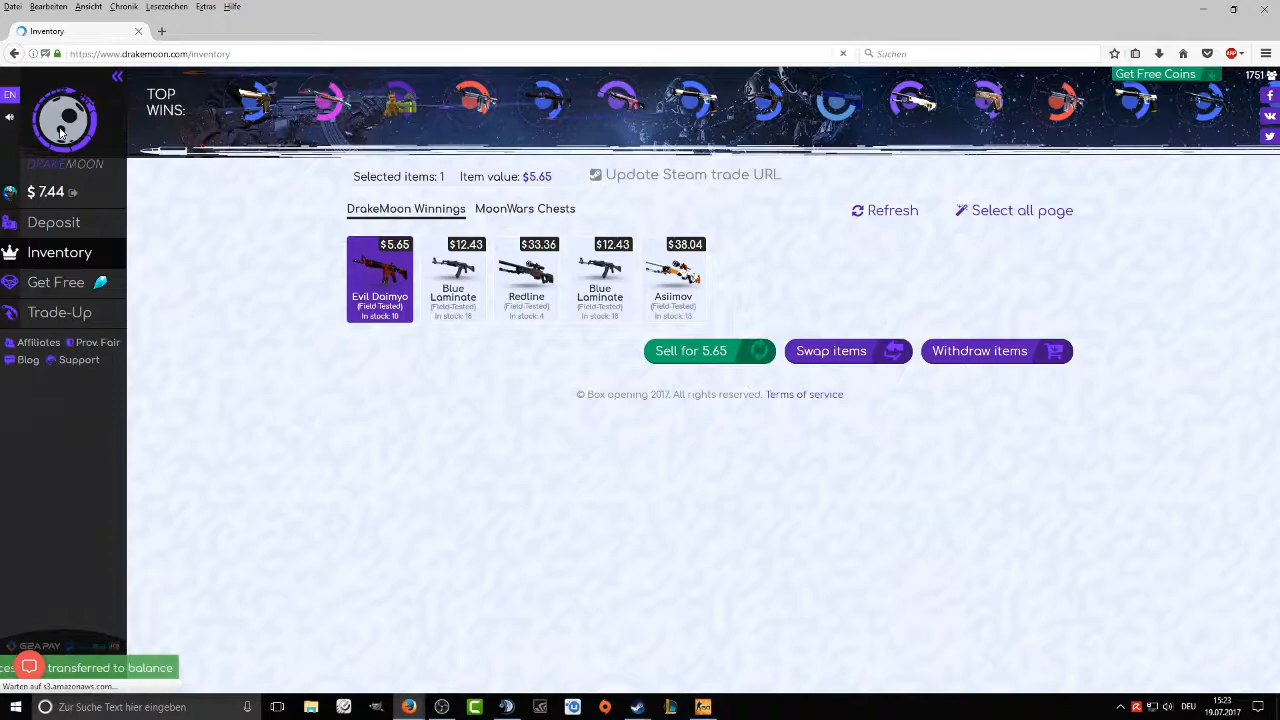 Datei Bearbeiten Ansicht Chronik Lesezeichen Extras Hilfe
Inventory
https://www.drakemoon.com/inventory
Suchen
ABP
EN
TOP
WINS:
Get Free Coins
1751
DRAKEMOON
$ 7.44
Deposit
Inventory
Get Free
Trade-Up
Affiliates Prov. Fair
Blog Support
Selected items: 1 Item value: $5.65 Update Steam trade URL
DrakeMoon Winnings MoonWars Chests Refresh Select all page
$5.65 $12.43 $33.36 $12.43 $38.04
Evil Daimyo
(Field-Tested)
In stock: 10
Blue
Laminate
(Field-Tested)
In stock: 18
Redline
(Field-Tested)
In stock: 4
Blue
Laminate
(Field-Tested)
In stock: 18
Asiimov
(Field-Tested)
In stock: 13
Sell for 5.65 Swap items Withdraw items
© Box opening 2017. All rights reserved. Terms of service
G2A PAY
transferred to balance
Warten auf s3.amazonaws.com...
Zur Suche Text hier eingeben
DEU
15:23
19.07.2017